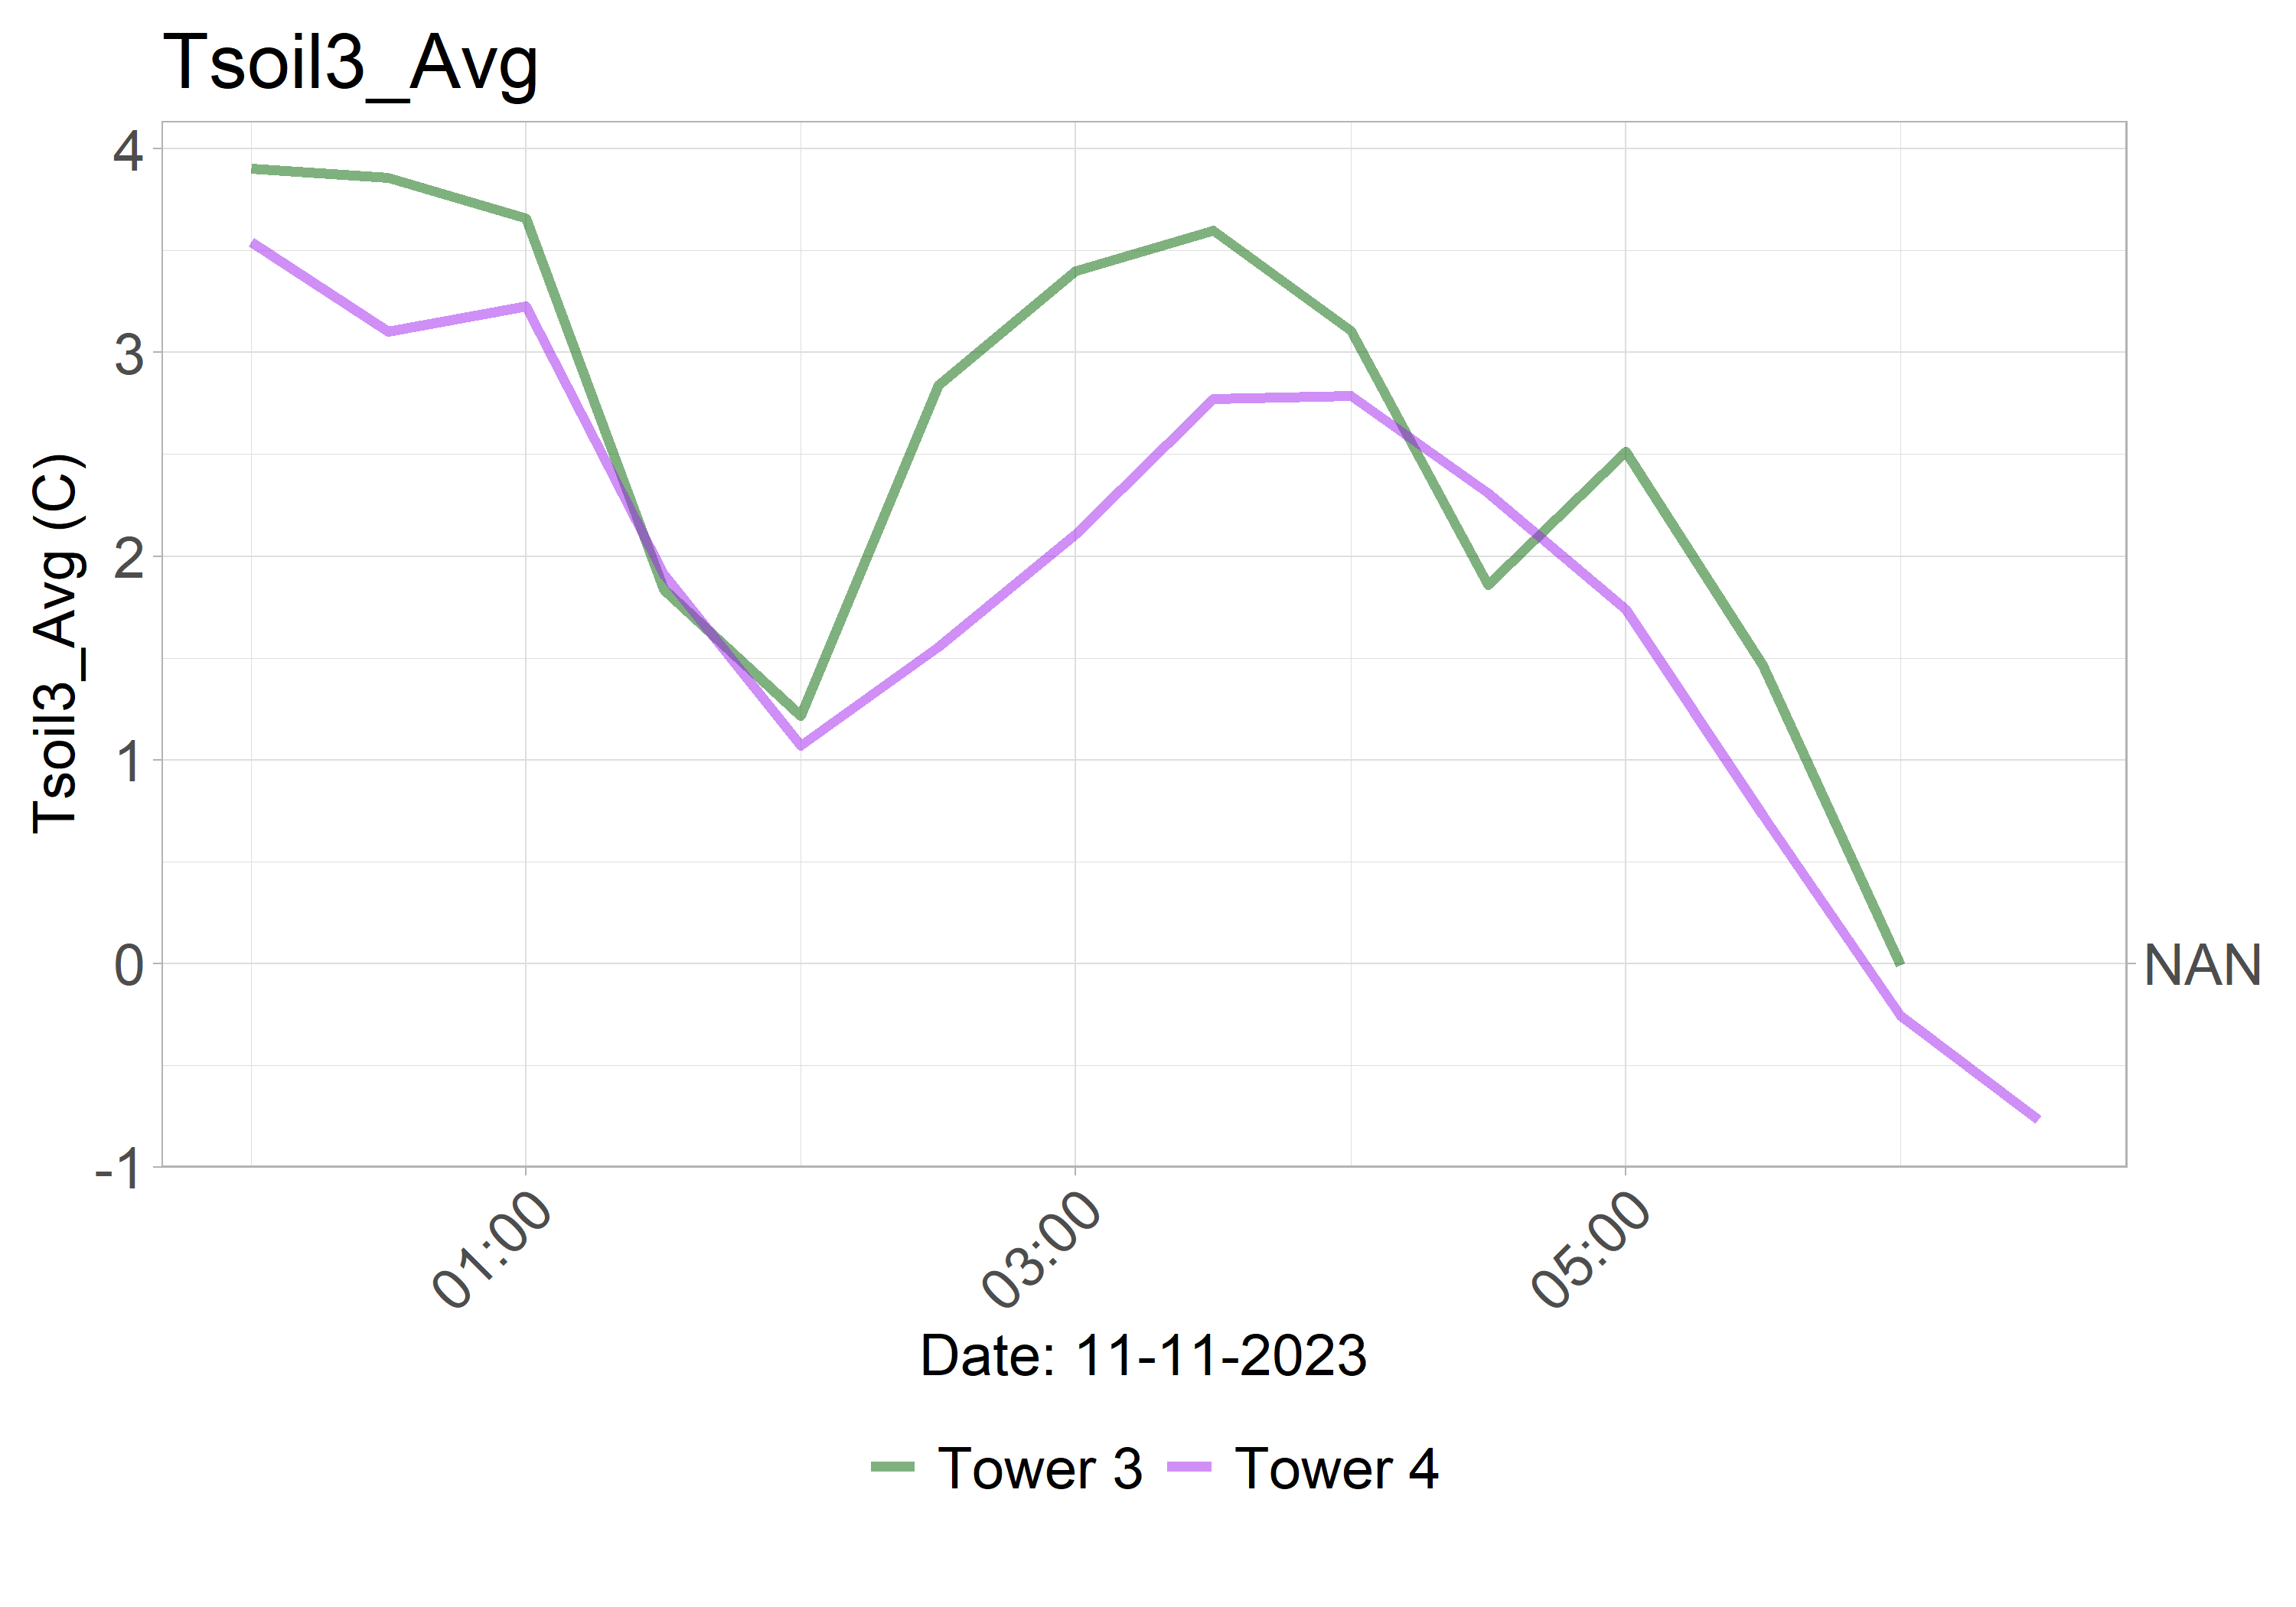 Tsoil3_Avg
Tsoil3_Avg (C)
4
3
2
1
0
-1
NAN
01:00
03:00
05:00
Date: 11-11-2023
Tower 3
Tower 4